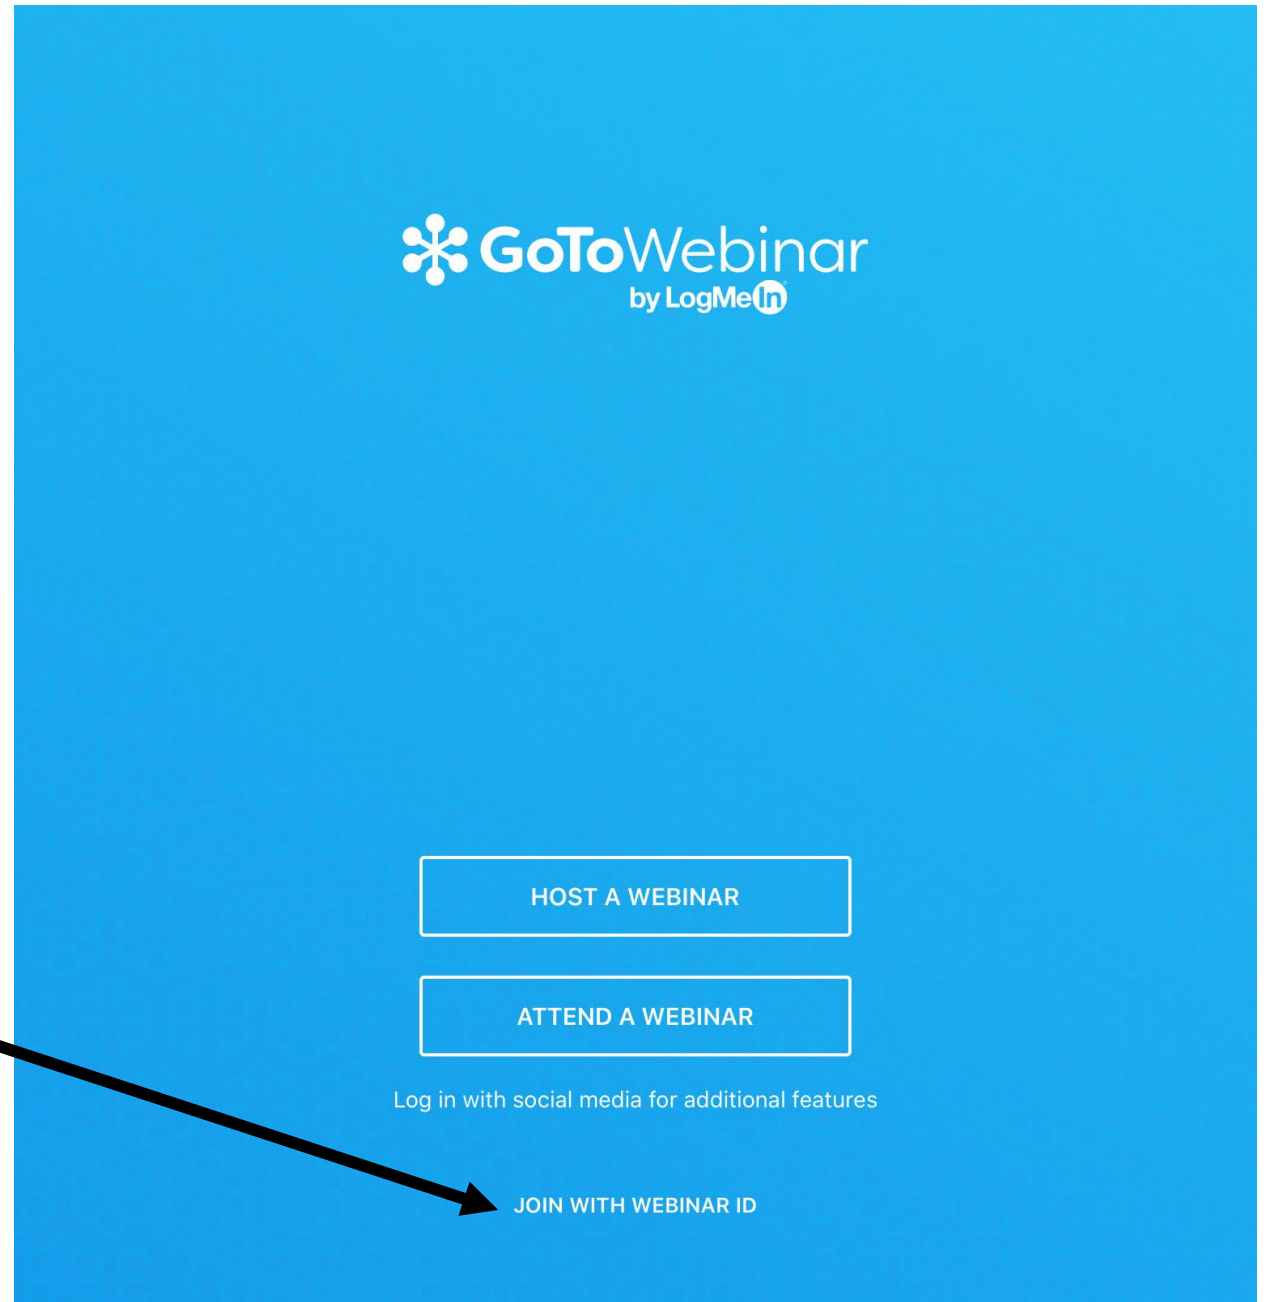 GoToWebinar
by LogMeIn
HOST A WEBINAR
ATTEND A WEBINAR
Log in with social media for additional features
JOIN WITH WEBINAR ID